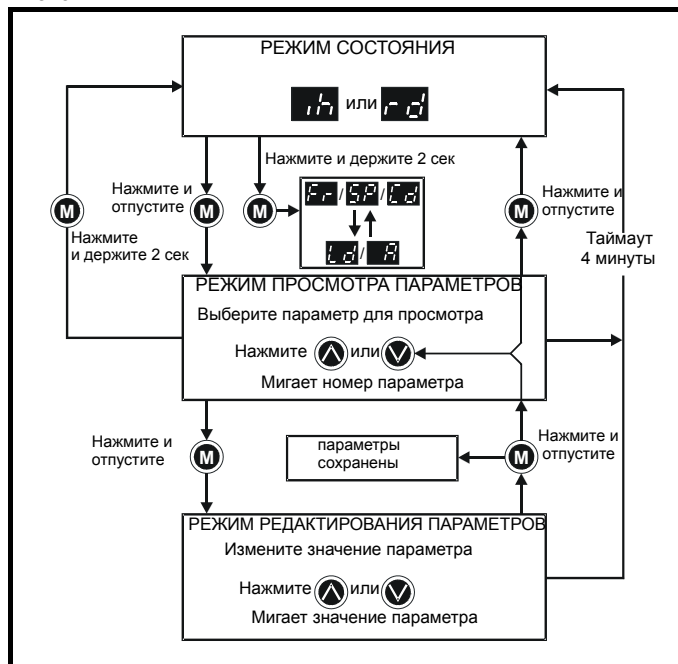 РЕЖИМ СОСТОЯНИЯ
ih или rd
Нажмите и держите 2 сек
Нажмите и
отпустите
M
M
M
M
Нажмите и
отпустите
Fr/SP/Cd
Ld/A
Нажмите
и держите 2 сек
Таймаут
4 минуты
РЕЖИМ ПРОСМОТРА ПАРАМЕТРОВ
Выберите параметр для просмотра
Нажмите или
Мигает номер параметра
Нажмите и
отпустите
M
параметры
сохранены
M
Нажмите и
отпустите
РЕЖИМ РЕДАКТИРОВАНИЯ ПАРАМЕТРОВ
Измените значение параметра
Нажмите или
Мигает значение параметра